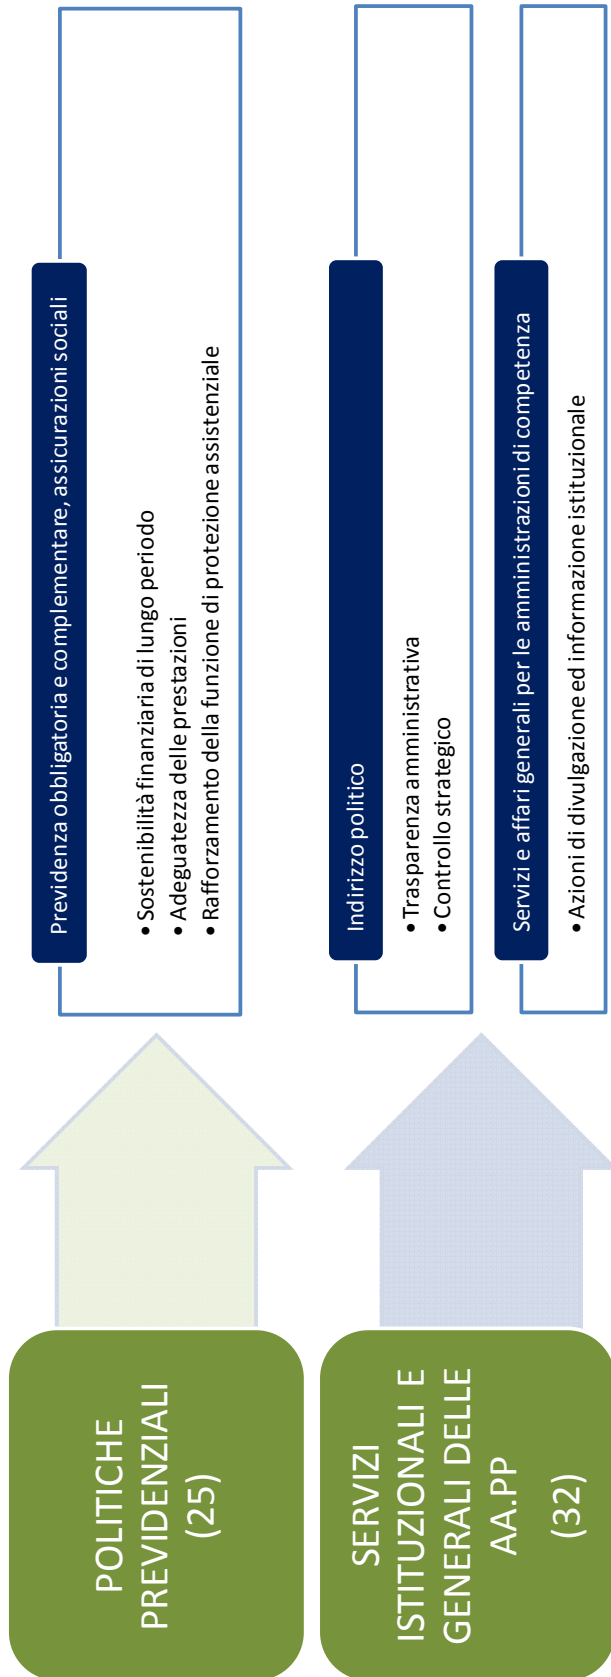 POLITICHE
PREVIDENZIALI
(25)
Previdenza obbligatoria e complementare, assicurazioni sociali
• Sostenibilità finanziaria di lungo periodo
• Adeguatezza delle prestazioni
• Rafforzamento della funzione di protezione assistenziale
SERVIZI
ISTITUZIONALI E
GENERALI DELLE
AA.PP
(32)
Indirizzo politico
• Trasparenza amministrativa
• Controllo strategico
Servizi e affari generali per le amministrazioni di competenza
• Azioni di divulgazione ed informazione istituzionale